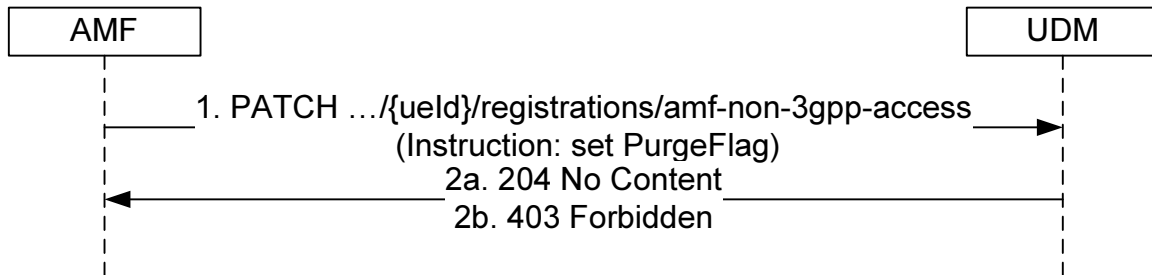 AMF
UDM
1. PATCH …/{ueId}/registrations/amf-non-3gpp-access
(Instruction: set PurgeFlag)
2a. 204 No Content
2b. 403 Forbidden